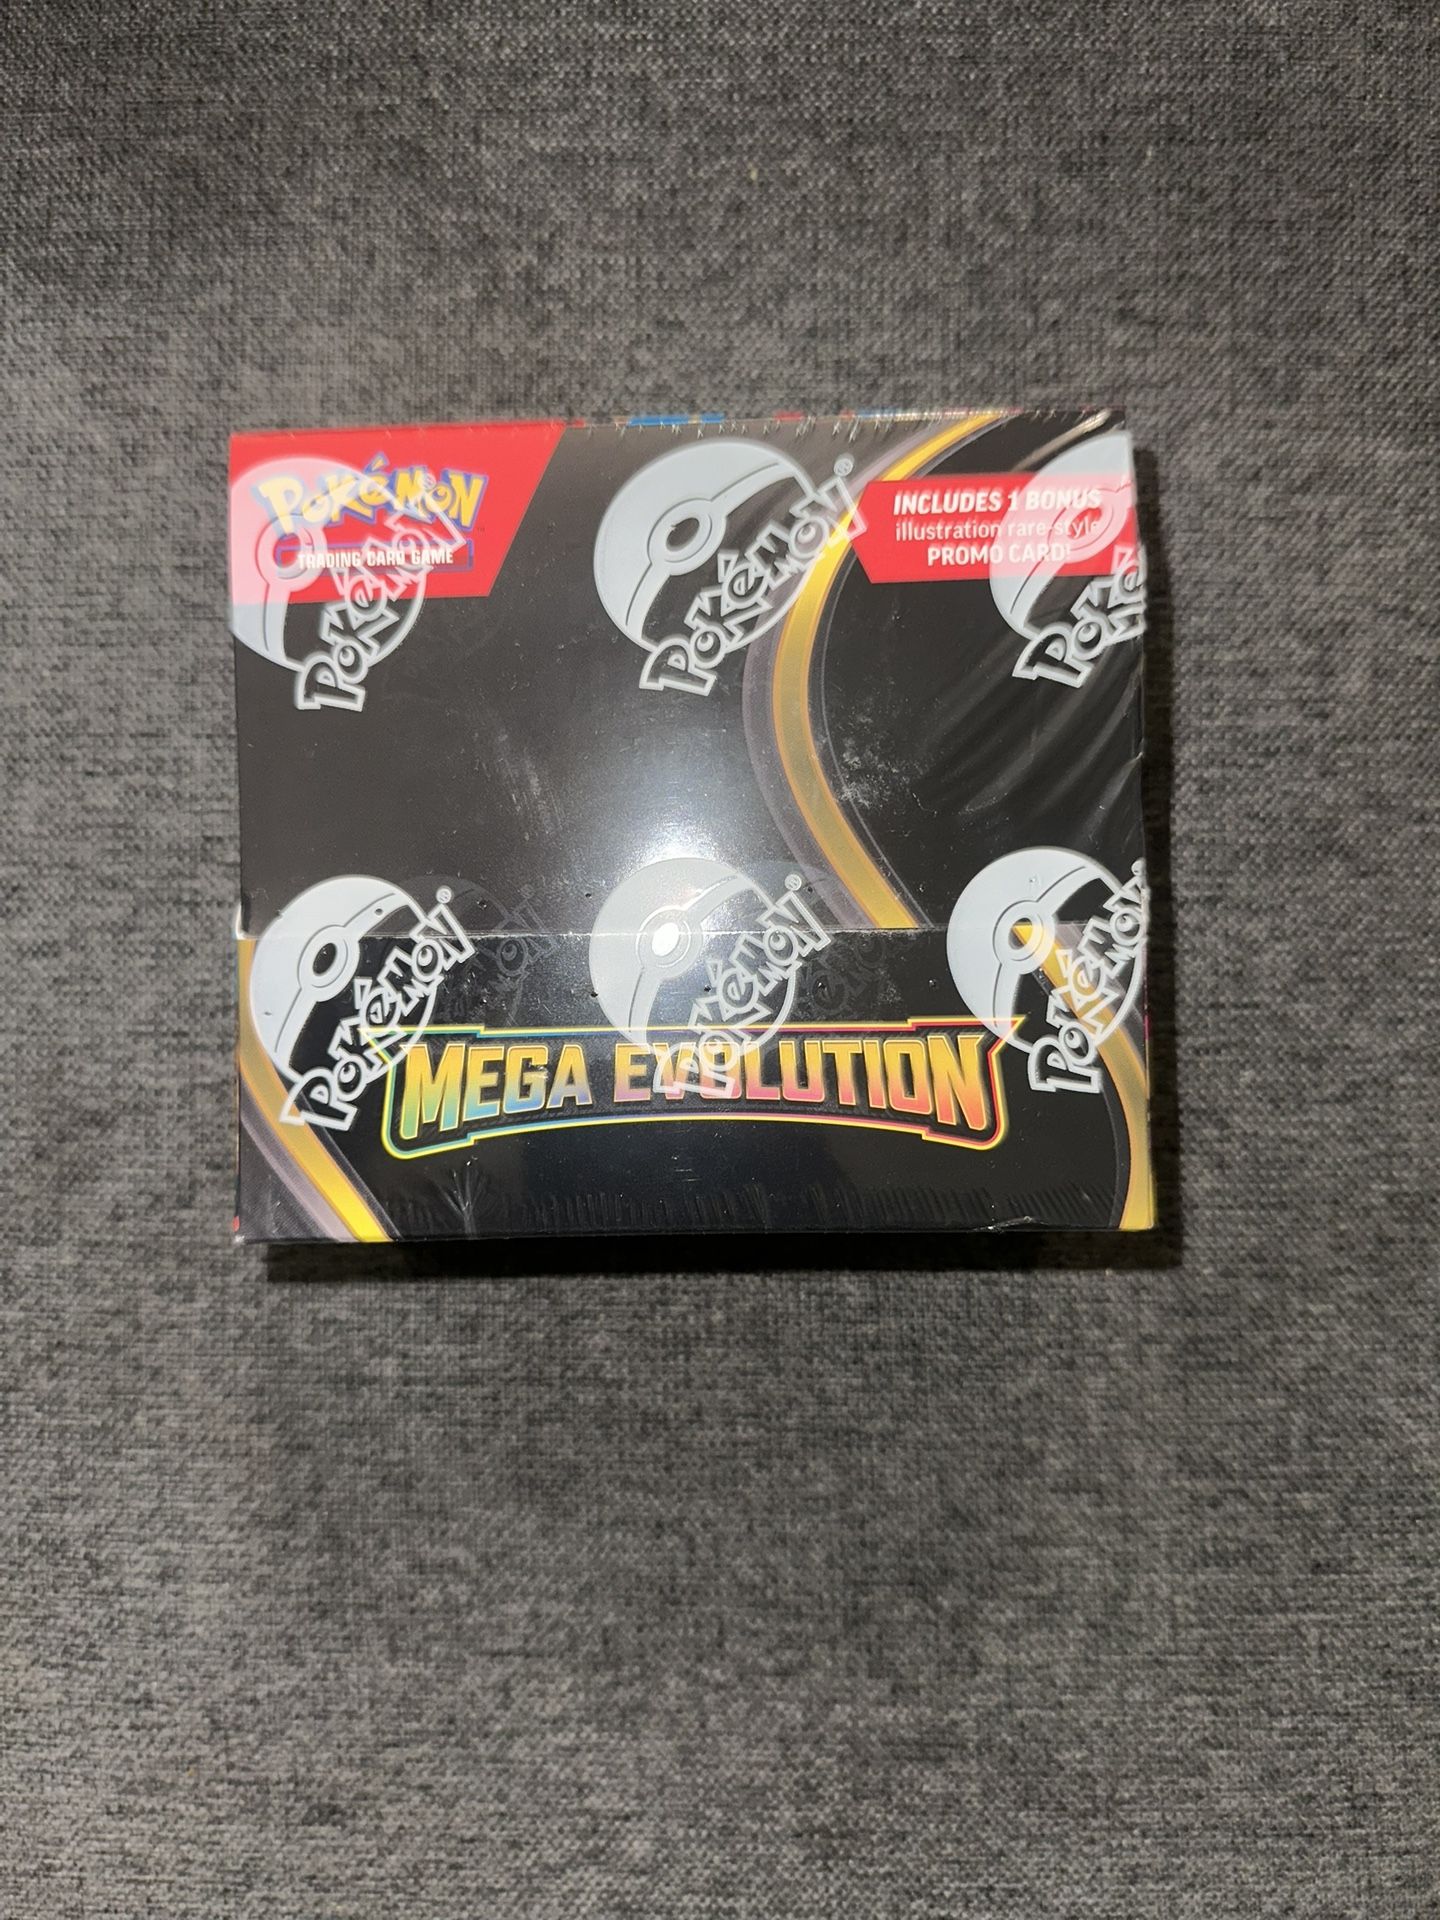 POKéMON
TRADING CARD GAME
INCLUDES 1 BONUS
illustration rare-style
PROMO CARD!
POKéMON®
POKéMON
POKéMON
POKéMON®
POKéMON®
POKéMON®
MEGA EVOLUTION